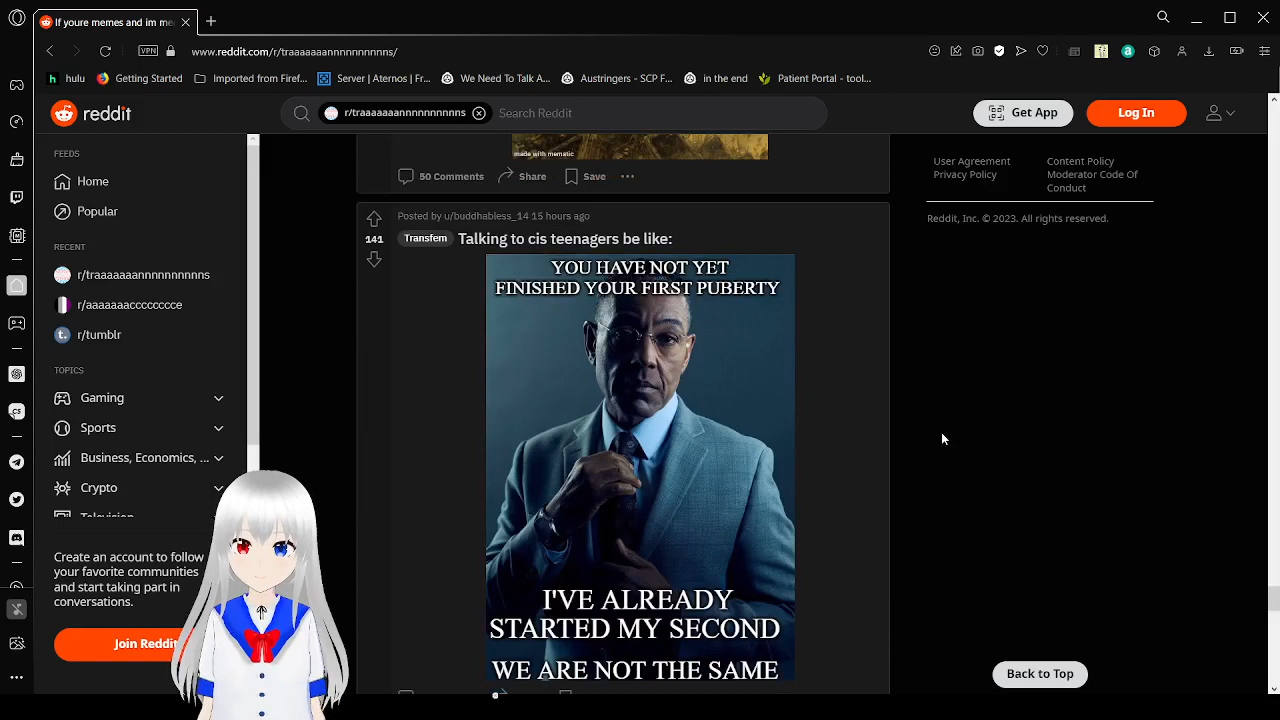 If youre memes and im me
www.reddit.com/r/traaaaaaannnnnnnnnns/
VPN
hulu
Getting Started
Imported from Firef...
Server | Aternos | Fr...
We Need To Talk A...
Austringers - SCP F...
in the end
Patient Portal - tool...
reddit
r/traaaaaaannnnnnnnnns
Search Reddit
Get App
Log In
FEEDS
Home
Popular
RECENT
r/traaaaaaannnnnnnnnns
r/aaaaaaacccccccce
r/tumblr
TOPICS
Gaming
Sports
Business, Economics, ...
Crypto
Television
Create an account to follow
your favorite communities
and start taking part in
conversations.
Join Reddit
made with mematic
50 Comments
Share
Save
Posted by u/buddhabless_14 15 hours ago
141
Transfem
Talking to cis teenagers be like:
YOU HAVE NOT YET
FINISHED YOUR FIRST PUBERTY
I'VE ALREADY
STARTED MY SECOND
WE ARE NOT THE SAME
User Agreement
Content Policy
Privacy Policy
Moderator Code Of
Conduct
Reddit, Inc. © 2023. All rights reserved.
Back to Top